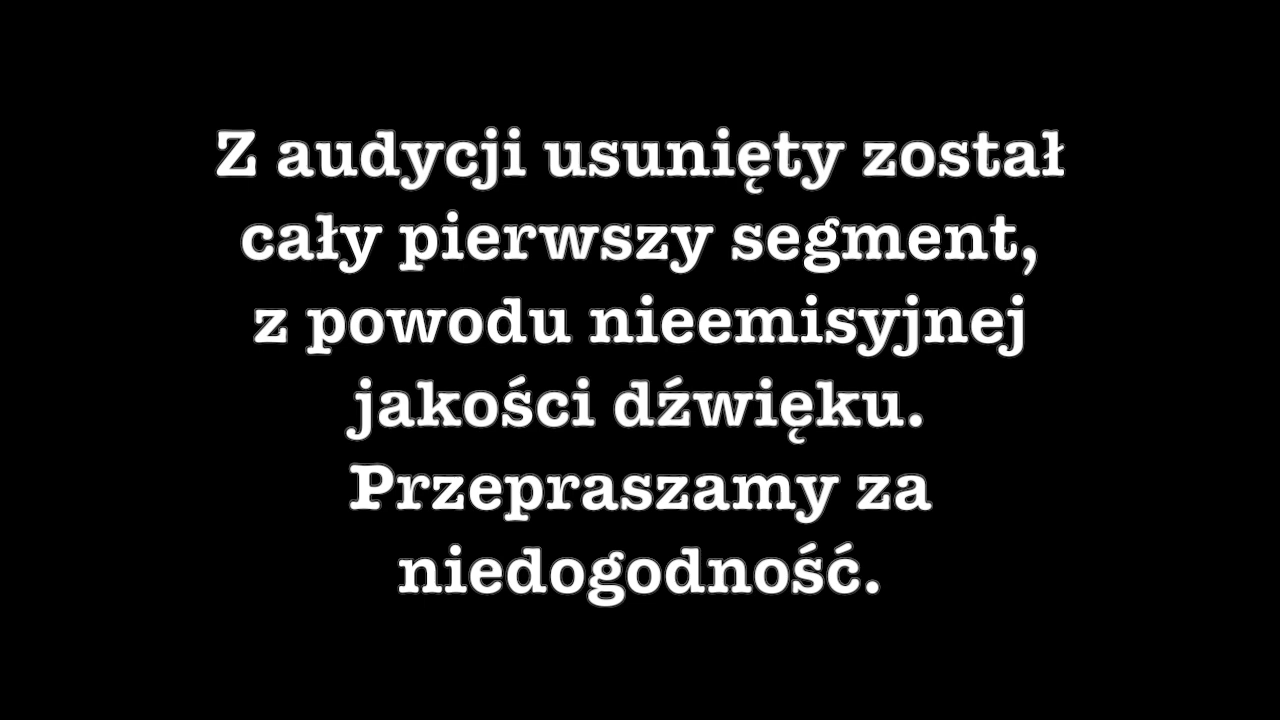 Z audycji usunięty został
cały pierwszy segment,
z powodu nieemisyjnej
jakości dźwięku.
Przepraszamy za
niedogodność.